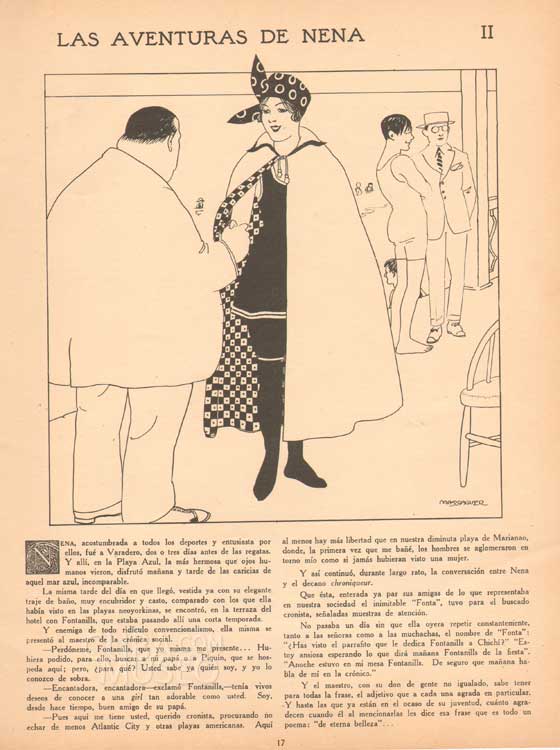 LAS AVENTURAS DE NENA
II
MASSAGUER
NENA, acostumbrada a todos los deportes y entusiasta por
ellos, fué a Varadero, dos o tres días antes de las regatas.
Y allí, en la Playa Azul, la más hermosa que ojos hu-
manos vieron, disfrutó mañana y tarde de las caricias de
aquel mar azul, incomparable.
La misma tarde del día en que llegó, vestida ya con su elegante
traje de baño, muy encubridor y casto, comparado con los que ella
había visto en las playas neoyorkinas, se encontró, en la terraza del
hotel con Fontanills, que estaba pasando allí una corta temporada.
Y enemiga de todo ridículo convencionalismo, ella misma se
presentó al maestro de la crónica social.
—Perdóneme, Fontanills, que yo misma me presente... Hu-
biera podido, para ello, buscar a mi papá o a Piquín, que se hos-
peda aquí; pero, ¿para qué? Usted sabe ya quién soy, y yo lo
conozco de sobra.
—Encantadora, encantadora—exclamó Fontanills,—tenía vivos
deseos de conocer a una girl tan adorable como usted. Soy,
desde hace tiempo, buen amigo de su papá.
—Pues aquí me tiene usted, querido cronista, procurando no
echar de menos Atlantic City y otras playas americanas. Aquí
al menos hay más libertad que en nuestra diminuta playa de Marianao,
donde, la primera vez que me bañé, los hombres se aglomeraron en
torno mío como si jamás hubieran visto una mujer.
Y así continuó, durante largo rato, la conversación entre Nena
y el decano chroniqueur.
Que ésta, enterada ya par sus amigas de lo que representaba
en nuestra sociedad el inimitable "Fonta", tuvo para el buscado
cronista, señaladas muestras de atención.
No pasaba un día sin que ella oyera repetir constantemente,
tanto a las señoras como a las muchachas, el nombre de "Fonta":
"¿Has visto el parrafito que le dedica Fontanills a Chichi?" "Es-
toy ansiosa esperando lo que dirá mañana Fontanills de la fiesta".
"Anoche estuvo en mi mesa Fontanills. De seguro que mañana ha-
bla de mí en la crónica."
Y el maestro, con su don de gente no igualado, sabe tener
para todas la frase, el adjetivo que a cada una agrada en particular.
Y hasta las que ya están en el ocaso de su juventud, cuánto agra-
decen cuando él al mencionarlas les dice esa frase que es todo un
poema: "de eterna belleza"...
17